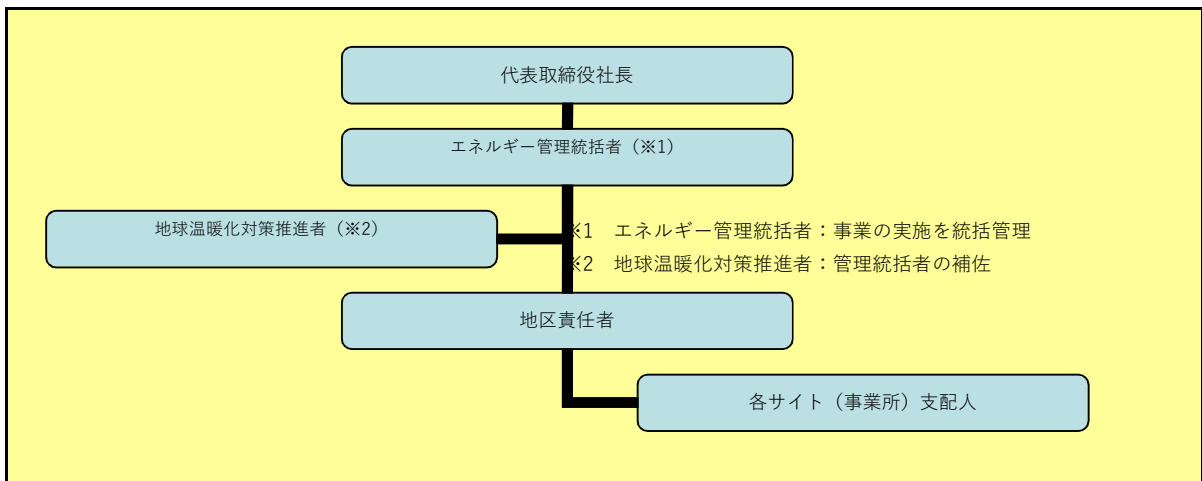 代表取締役社長
エネルギー管理統括者（※1）
地球温暖化対策推進者（※2）
※1　エネルギー管理統括者：事業の実施を統括管理
※2　地球温暖化対策推進者：管理統括者の補佐
地区責任者
各サイト（事業所）支配人